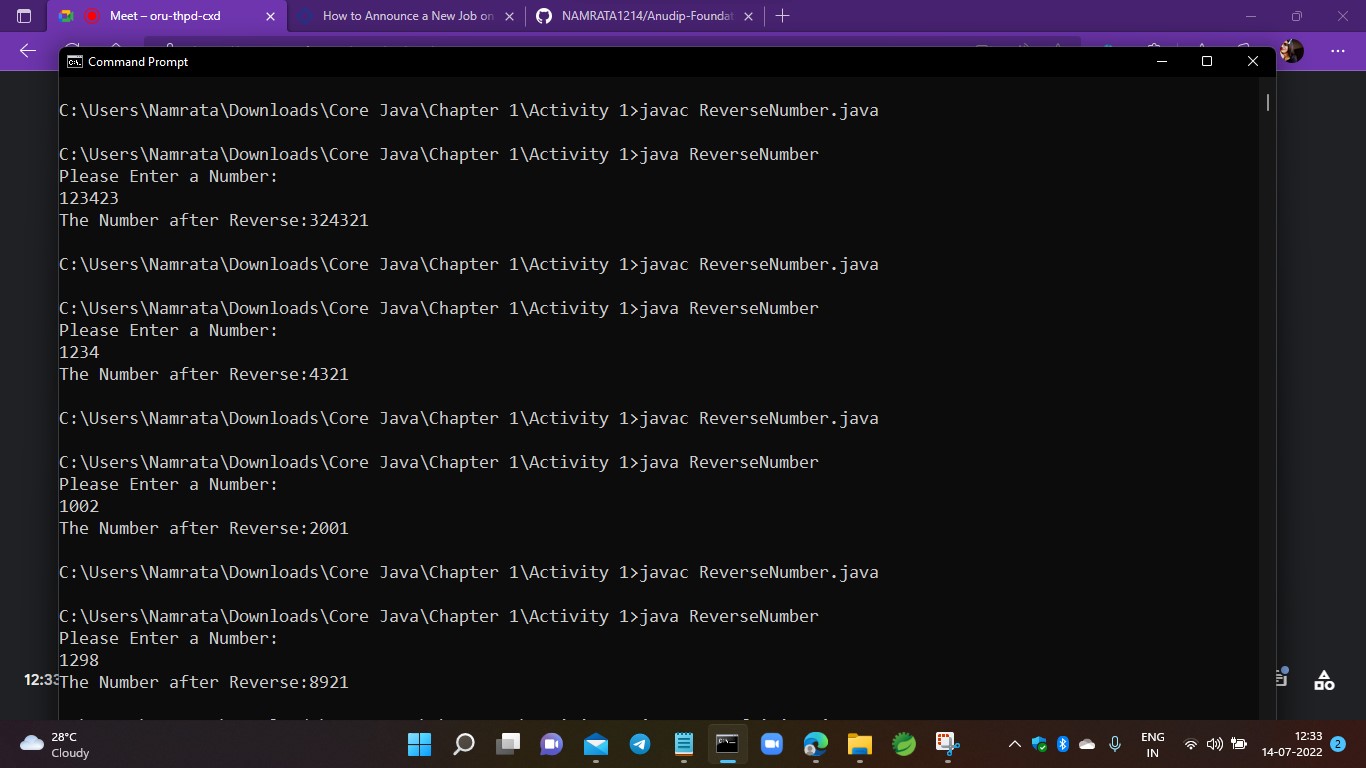 Meet – oru-thpd-cxd
How to Announce a New Job on
NAMRATA1214/Anudip-Foundat
Command Prompt
C:\Users\Namrata\Downloads\Core Java\Chapter 1\Activity 1>javac ReverseNumber.java
C:\Users\Namrata\Downloads\Core Java\Chapter 1\Activity 1>java ReverseNumber
Please Enter a Number:
123423
The Number after Reverse:324321
C:\Users\Namrata\Downloads\Core Java\Chapter 1\Activity 1>javac ReverseNumber.java
C:\Users\Namrata\Downloads\Core Java\Chapter 1\Activity 1>java ReverseNumber
Please Enter a Number:
1234
The Number after Reverse:4321
C:\Users\Namrata\Downloads\Core Java\Chapter 1\Activity 1>javac ReverseNumber.java
C:\Users\Namrata\Downloads\Core Java\Chapter 1\Activity 1>java ReverseNumber
Please Enter a Number:
1002
The Number after Reverse:2001
C:\Users\Namrata\Downloads\Core Java\Chapter 1\Activity 1>javac ReverseNumber.java
C:\Users\Namrata\Downloads\Core Java\Chapter 1\Activity 1>java ReverseNumber
Please Enter a Number:
1298
12:33
The Number after Reverse:8921
28°C
Cloudy
ENG
IN
12:33
14-07-2022
2